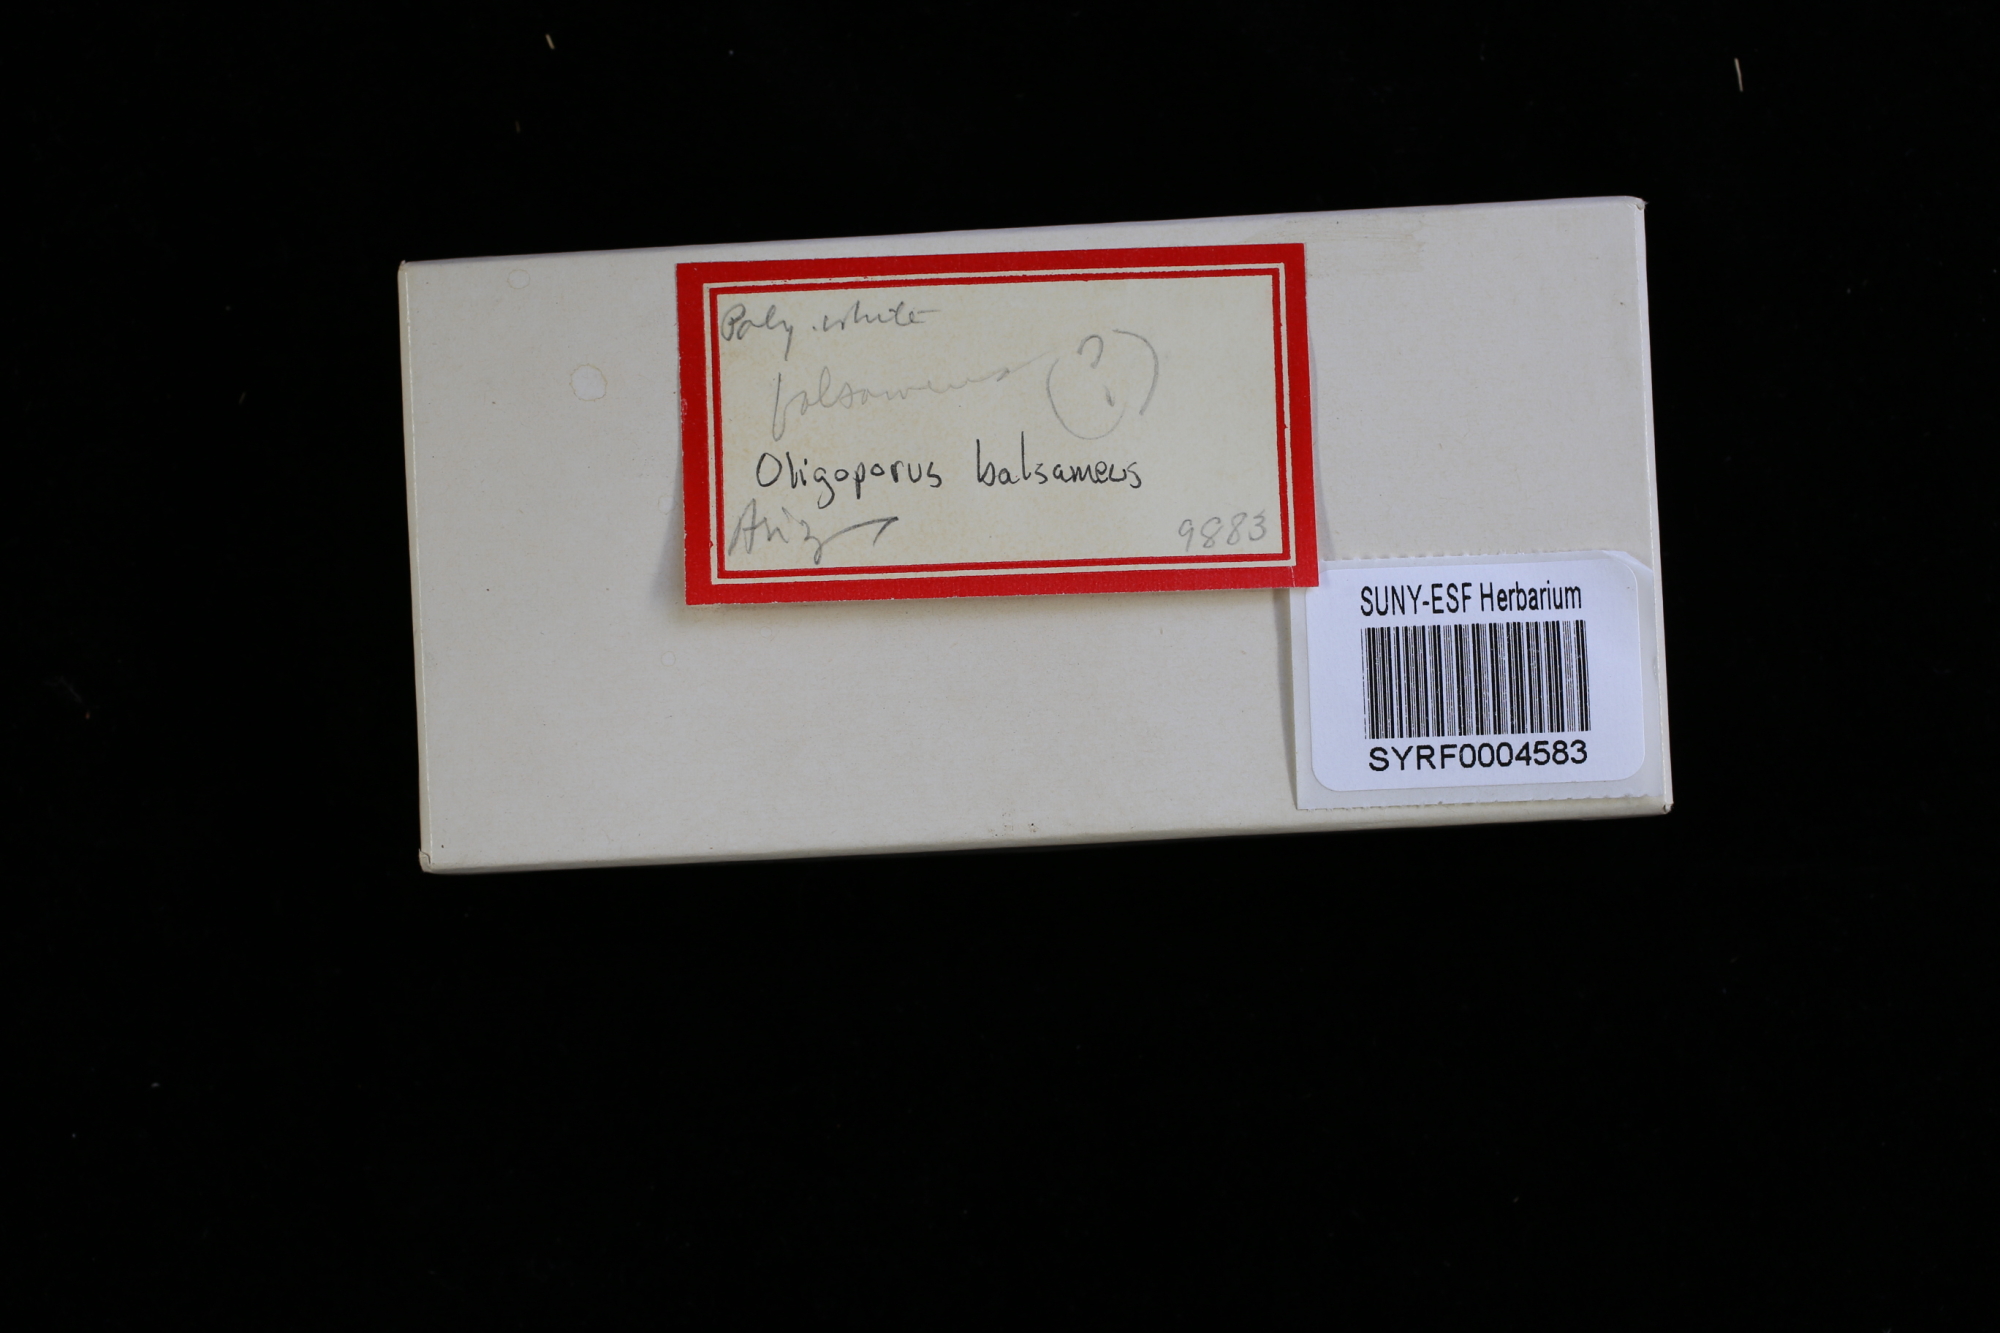 Poly. white
balsameus (?)
Oligoporus balsameus
Ariz
9883
SUNY-ESF Herbarium
SYRF0004583